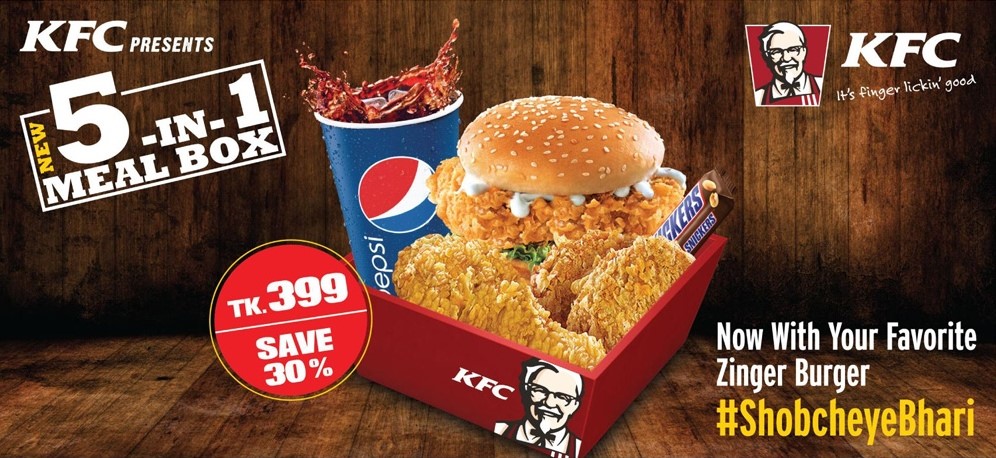 KFC PRESENTS
NEW
5-IN-1
MEAL BOX
KFC
It's finger lickin' good
pepsi
SNICKERS
TK.399
SAVE
30%
KFC
Now With Your Favorite
Zinger Burger
#ShobcheyeBhari